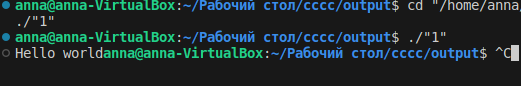 anna@anna-VirtualBox:~/Рабочий стол/cccc/output$ cd "/home/anna/
./"1"
anna@anna-VirtualBox:~/Рабочий стол/cccc/output$ ./"1"
Hello worldanna@anna-VirtualBox:~/Рабочий стол/cccc/output$ ^C